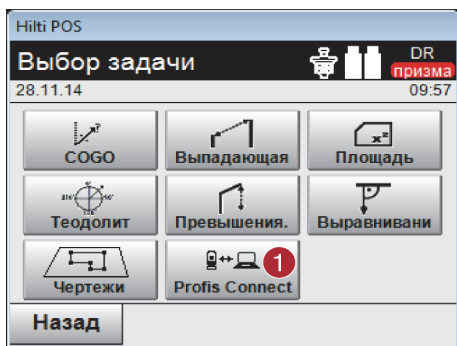 Hilti POS
Выбор задачи
DR
призма
28.11.14 09:57
COGO Выпадающая Площадь
Теодолит Превышения. Выравнивани
1
Чертежи Profis Connect
Назад